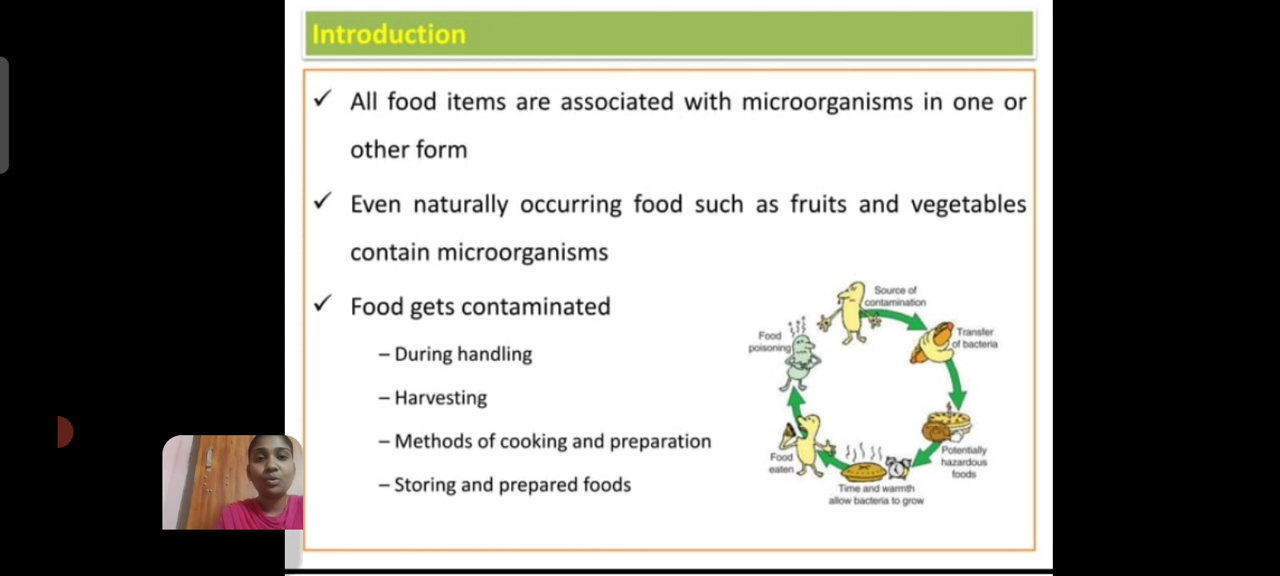 Introduction
✓ All food items are associated with microorganisms in one or
other form
✓ Even naturally occurring food such as fruits and vegetables
contain microorganisms
✓ Food gets contaminated
– During handling
– Harvesting
– Methods of cooking and preparation
– Storing and prepared foods
Source of
contamination
Transfer
of bacteria
Potentially
hazardous
foods
Time and warmth
allow bacteria to grow
Food
eaten
Food
poisoning